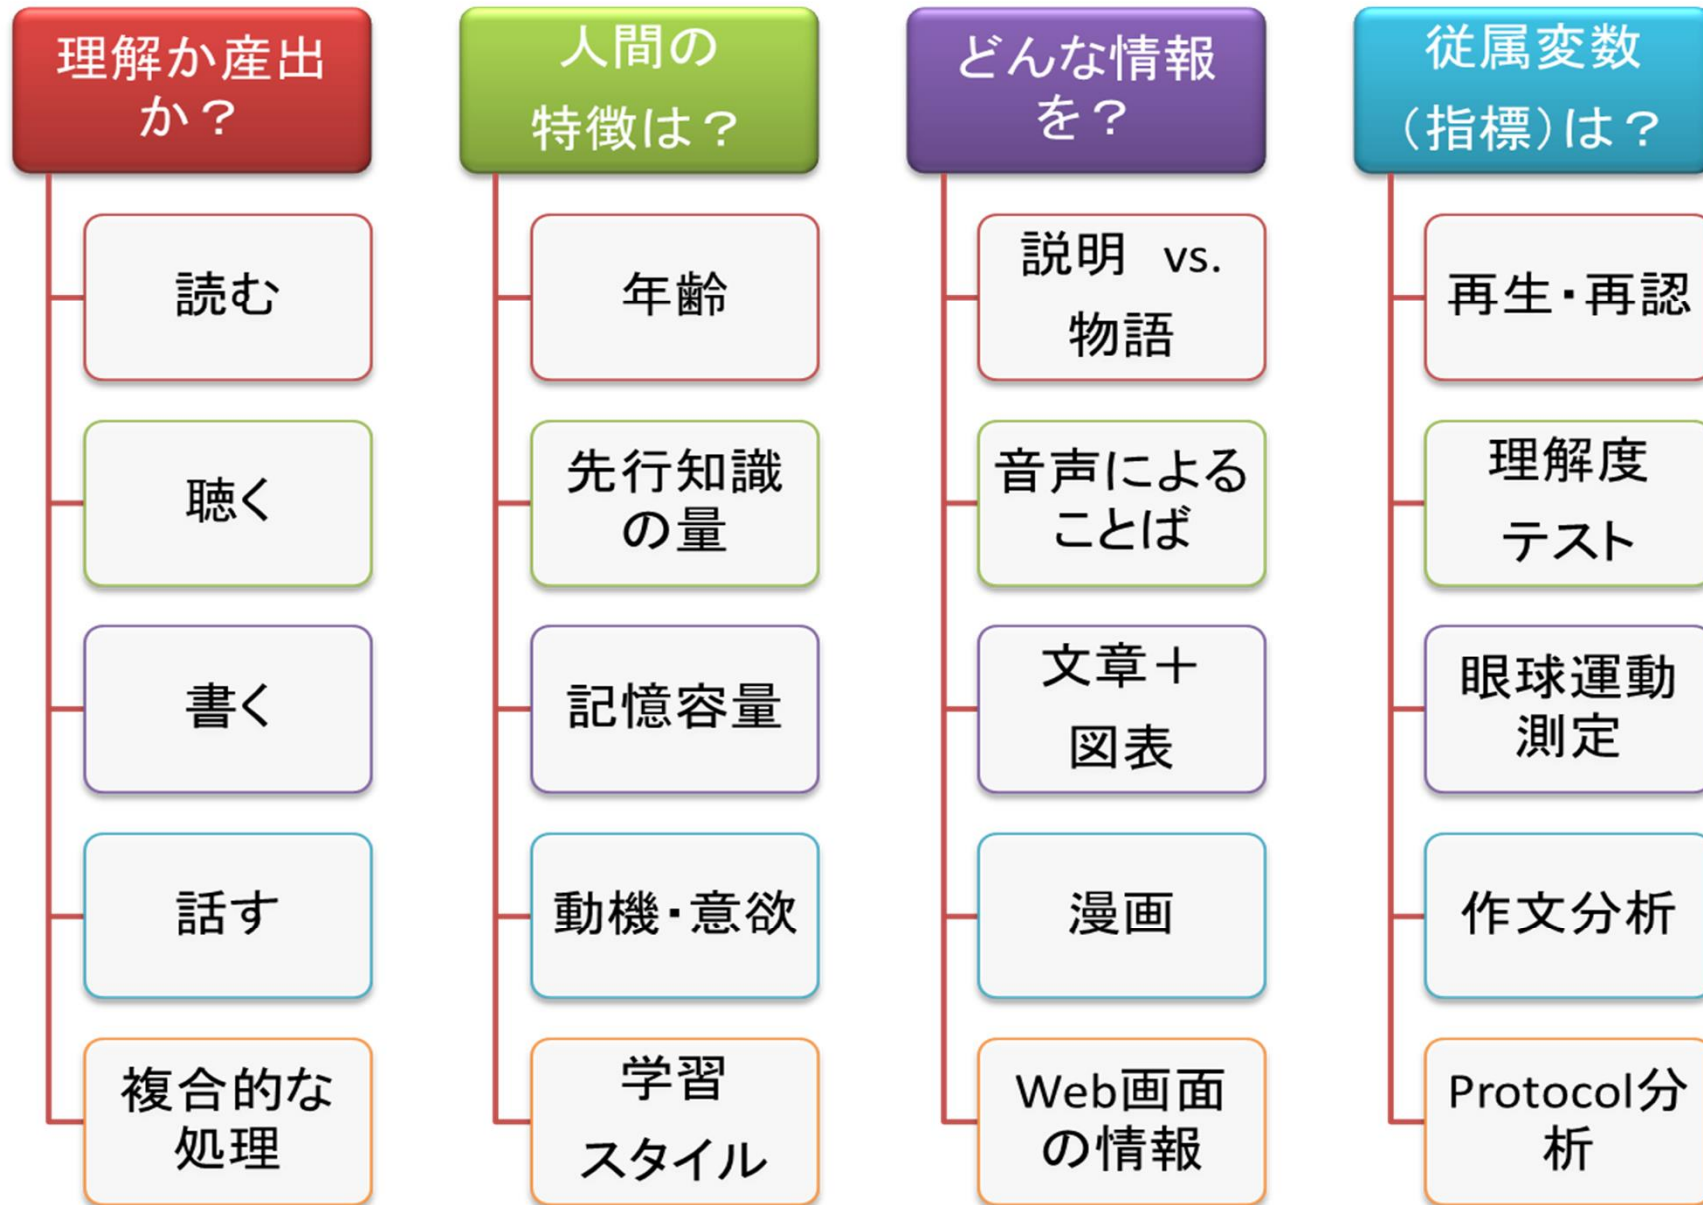 理解か産出
か？
読む
聴く
書く
話す
複合的な
処理
人間の
特徴は？
年齢
先行知識
の量
記憶容量
動機・意欲
学習
スタイル
どんな情報
を？
説明　vs.
物語
音声による
ことば
文章＋
図表
漫画
Web画面
の情報
従属変数
（指標）は？
再生・再認
理解度
テスト
眼球運動
測定
作文分析
Protocol分
析